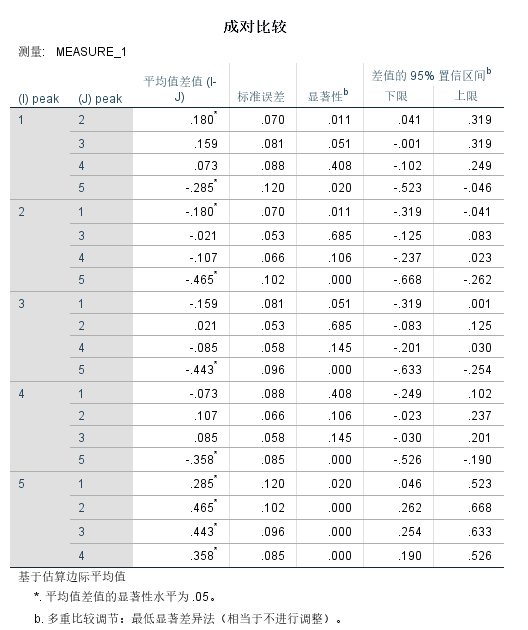 成对比较
测量: MEASURE_1
(I) peak (J) peak 平均值差值 (I-J) 标准误差 显著性b 差值的 95% 置信区间b
下限 上限
1 2 .180* .070 .011 .041 .319
3 .159 .081 .051 -.001 .319
4 .073 .088 .408 -.102 .249
5 -.285* .120 .020 -.523 -.046
2 1 -.180* .070 .011 -.319 -.041
3 -.021 .053 .685 -.125 .083
4 -.107 .066 .106 -.237 .023
5 -.465* .102 .000 -.668 -.262
3 1 -.159 .081 .051 -.319 .001
2 .021 .053 .685 -.083 .125
4 -.085 .058 .145 -.201 .030
5 -.443* .096 .000 -.633 -.254
4 1 -.073 .088 .408 -.249 .102
2 .107 .066 .106 -.023 .237
3 .085 .058 .145 -.030 .201
5 -.358* .085 .000 -.526 -.190
5 1 .285* .120 .020 .046 .523
2 .465* .102 .000 .262 .668
3 .443* .096 .000 .254 .633
4 .358* .085 .000 .190 .526
基于估算边际平均值
*. 平均值差值的显著性水平为 .05。
b. 多重比较调节：最低显著差异法（相当于不进行调整）。